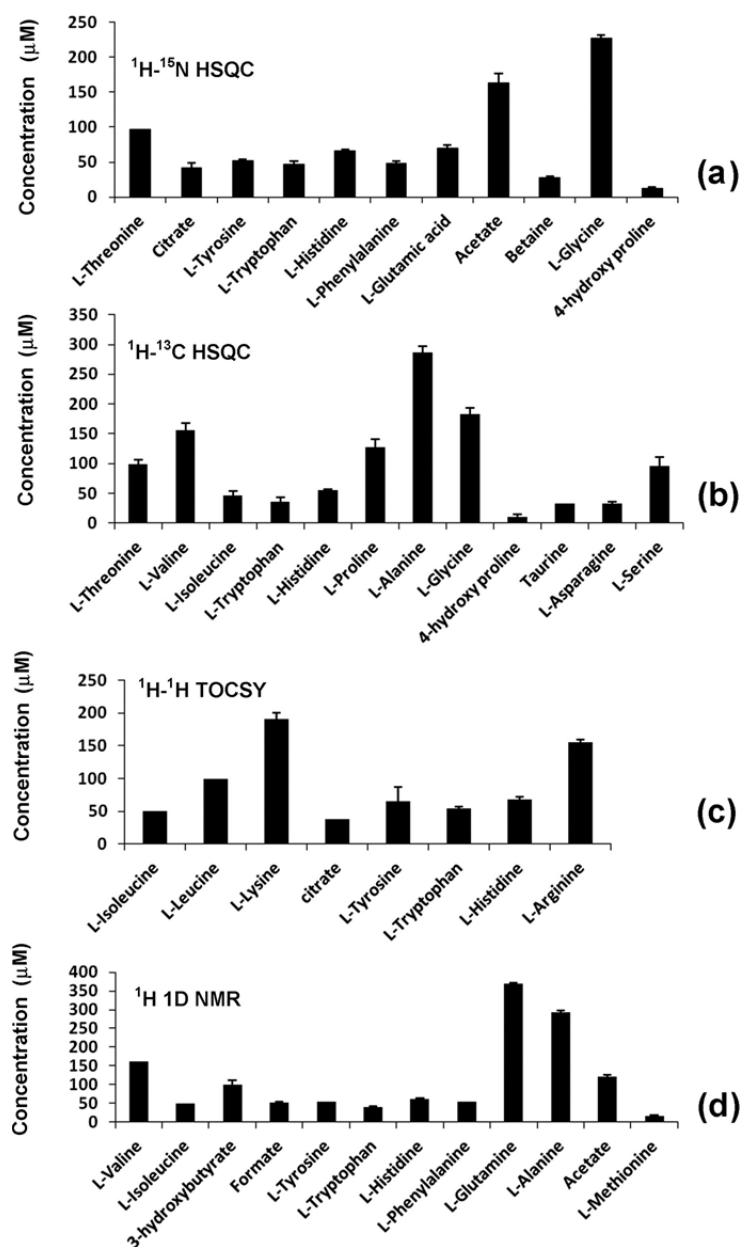 Concentration (μM)
250
200
150
100
50
0
¹H-¹⁵N HSQC
(a)
L-Threonine
Citrate
L-Tyrosine
L-Tryptophan
L-Histidine
L-Phenylalanine
L-Glutamic acid
Acetate
Betaine
L-Glycine
4-hydroxy proline
Concentration (μM)
350
300
250
200
150
100
50
0
¹H-¹³C HSQC
(b)
L-Threonine
L-Valine
L-Isoleucine
L-Tryptophan
L-Histidine
L-Proline
L-Alanine
L-Glycine
4-hydroxy proline
Taurine
L-Asparagine
L-Serine
Concentration (μM)
250
200
150
100
50
0
¹H-¹H TOCSY
(c)
L-Isoleucine
L-Leucine
L-Lysine
citrate
L-Tyrosine
L-Tryptophan
L-Histidine
L-Arginine
Concentration (μM)
400
350
300
250
200
150
100
50
0
¹H 1D NMR
(d)
L-Valine
L-Isoleucine
3-hydroxybutyrate
Formate
L-Tyrosine
L-Tryptophan
L-Histidine
L-Phenylalanine
L-Glutamine
L-Alanine
Acetate
L-Methionine